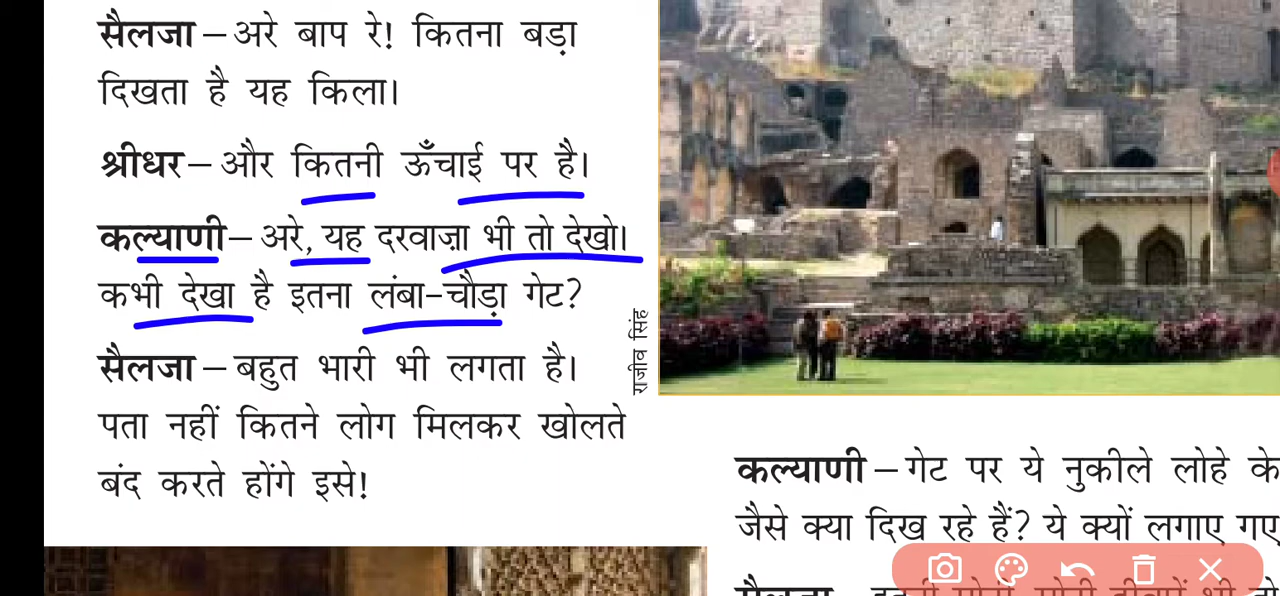 सैलजा – अरे बाप रे! कितना बड़ा
दिखता है यह किला।
श्रीधर – और कितनी ऊँचाई पर है।
कल्याणी – अरे, यह दरवाज़ा भी तो देखो।
कभी देखा है इतना लंबा-चौड़ा गेट?
सैलजा – बहुत भारी भी लगता है।
पता नहीं कितने लोग मिलकर खोलते
बंद करते होंगे इसे!
राजीव सिंह
कल्याणी – गेट पर ये नुकीले लोहे के
जैसे क्या दिख रहे हैं? ये क्यों लगाए गए